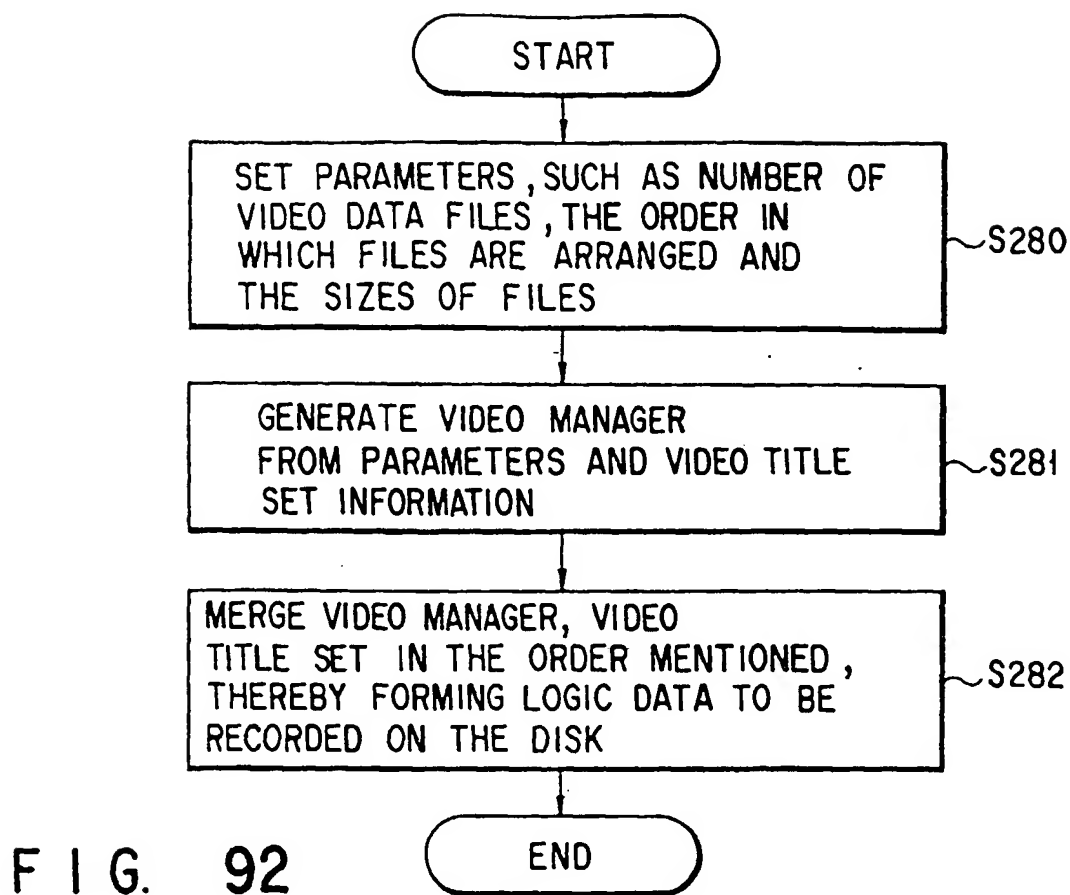 START
SET PARAMETERS, SUCH AS NUMBER OF
VIDEO DATA FILES, THE ORDER IN
WHICH FILES ARE ARRANGED AND
THE SIZES OF FILES
S280
GENERATE VIDEO MANAGER
FROM PARAMETERS AND VIDEO TITLE
SET INFORMATION
S281
MERGE VIDEO MANAGER, VIDEO
TITLE SET IN THE ORDER MENTIONED,
THEREBY FORMING LOGIC DATA TO BE
RECORDED ON THE DISK
S282
END
FIG. 92